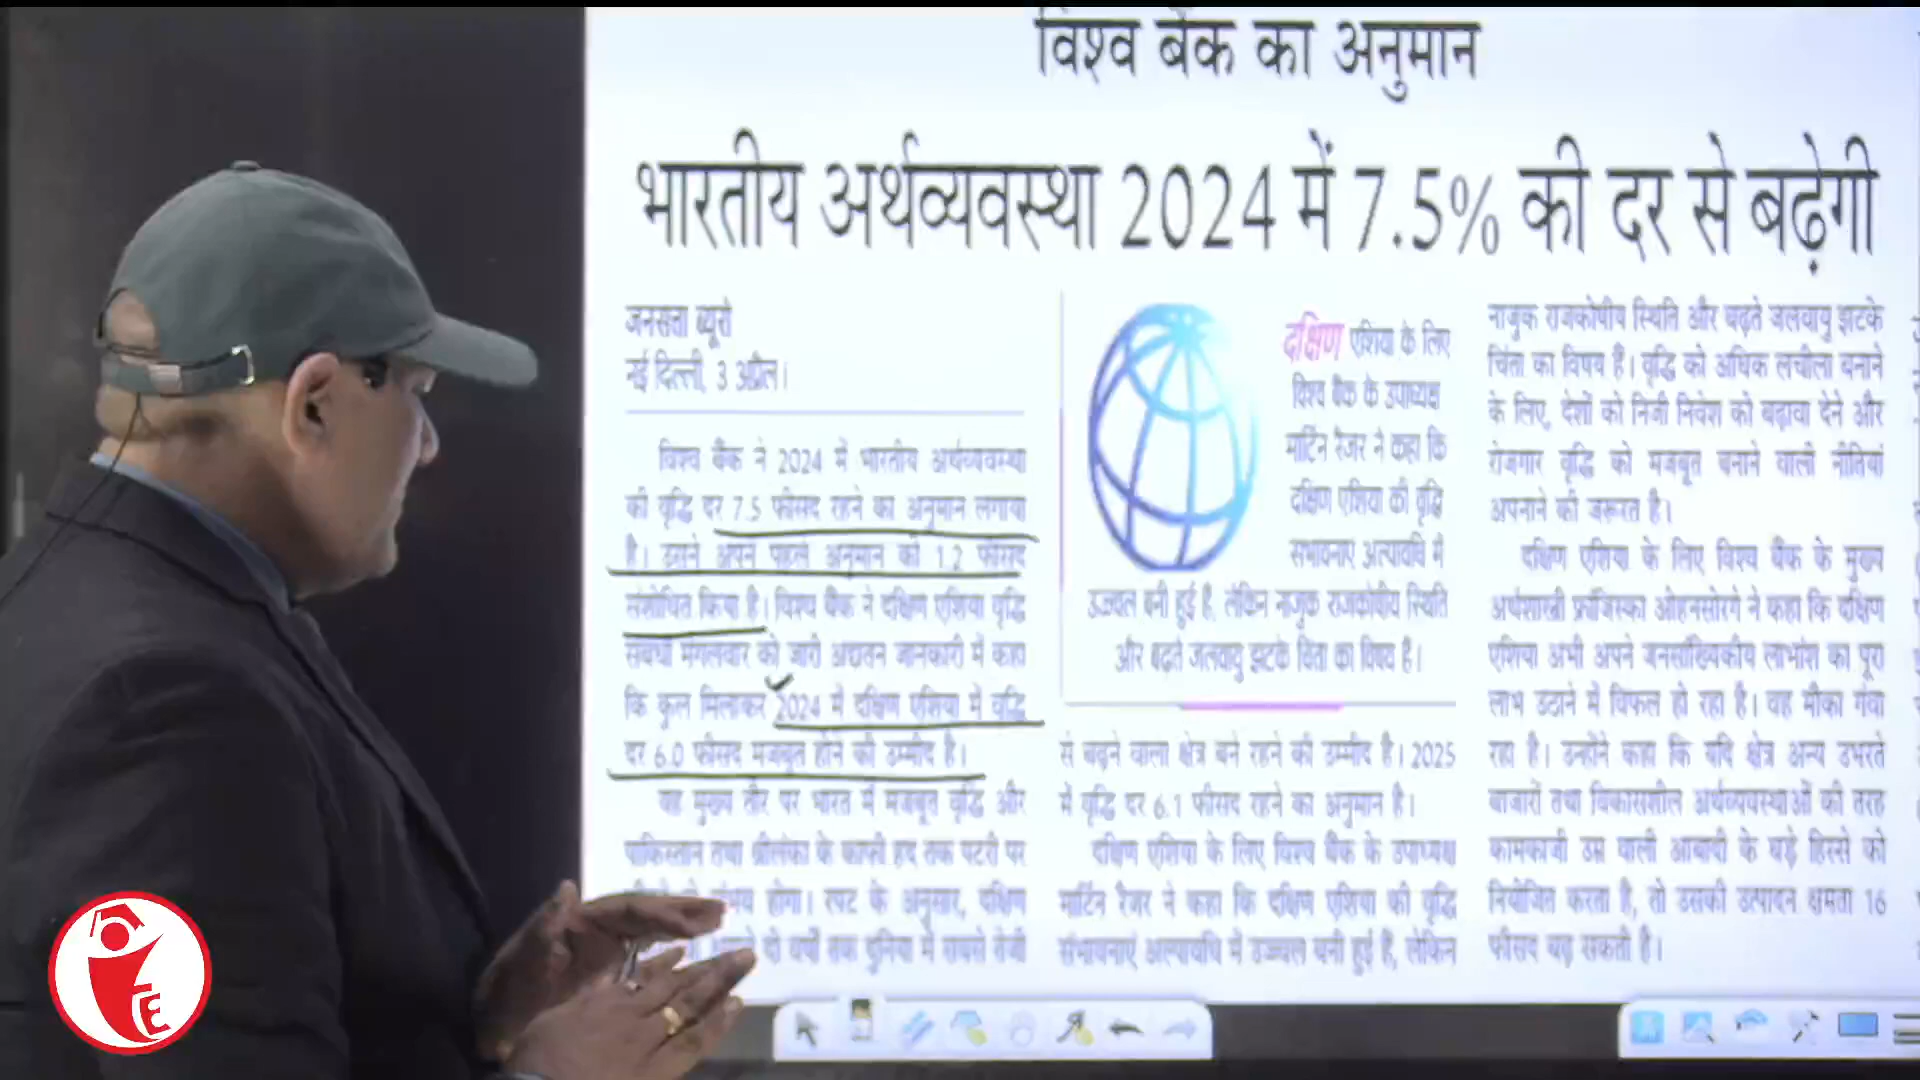 विश्व बैंक का अनुमान
भारतीय अर्थव्यवस्था 2024 में 7.5% की दर से बढ़ेगी
जनसत्ता ब्यूरो
नई दिल्ली, 3 अप्रैल।
विश्व बैंक ने 2024 में भारतीय अर्थव्यवस्था
की वृद्धि दर 7.5 फीसद रहने का अनुमान लगाया
है। उसने अपने पहले अनुमान को 1.2 फीसद
संशोधित किया है। विश्व बैंक ने दक्षिण एशिया वृद्धि
संबंधी मंगलवार को जारी अद्यतन जानकारी में कहा
कि कुल मिलाकर 2024 में दक्षिण एशिया में वृद्धि
दर 6.0 फीसद मजबूत होने की उम्मीद है।
यह मुख्य तौर पर भारत में मजबूत वृद्धि और
पाकिस्तान तथा श्रीलंका के काफी हद तक पटरी पर
होगा। रपट के अनुसार, दक्षिण
दो वर्षों तक दुनिया में सबसे तेजी
दक्षिण एशिया के लिए
विश्व बैंक के उपाध्यक्ष
मार्टिन रैजर ने कहा कि
दक्षिण एशिया की वृद्धि
संभावनाएं अल्पावधि में
उज्ज्वल बनी हुई हैं, लेकिन नाजुक राजकोषीय स्थिति
और बढ़ते जलवायु झटके चिंता का विषय हैं।
से बढ़ने वाला क्षेत्र बने रहने की उम्मीद है। 2025
में वृद्धि दर 6.1 फीसद रहने का अनुमान है।
दक्षिण एशिया के लिए विश्व बैंक के उपाध्यक्ष
मार्टिन रैजर ने कहा कि दक्षिण एशिया की वृद्धि
संभावनाएं अल्पावधि में उज्ज्वल बनी हुई हैं, लेकिन
नाजुक राजकोषीय स्थिति और बढ़ते जलवायु झटके
चिंता का विषय हैं। वृद्धि को अधिक लचीला बनाने
के लिए, देशों को निजी निवेश को बढ़ावा देने और
रोजगार वृद्धि को मजबूत बनाने वाली नीतियां
अपनाने की जरूरत है।
दक्षिण एशिया के लिए विश्व बैंक के मुख्य
अर्थशास्त्री फ्रांजिस्का ओहनसोरगे ने कहा कि दक्षिण
एशिया अभी अपने जनसांख्यिकीय लाभांश का पूरा
लाभ उठाने में विफल हो रहा है। वह मौका गंवा
रहा है। उन्होंने कहा कि यदि क्षेत्र अन्य उभरते
बाजारों तथा विकासशील अर्थव्यवस्थाओं की तरह
कामकाजी उम्र वाली आबादी के बड़े हिस्से को
नियोजित करता है, तो उसकी उत्पादन क्षमता 16
फीसद बढ़ सकती है।